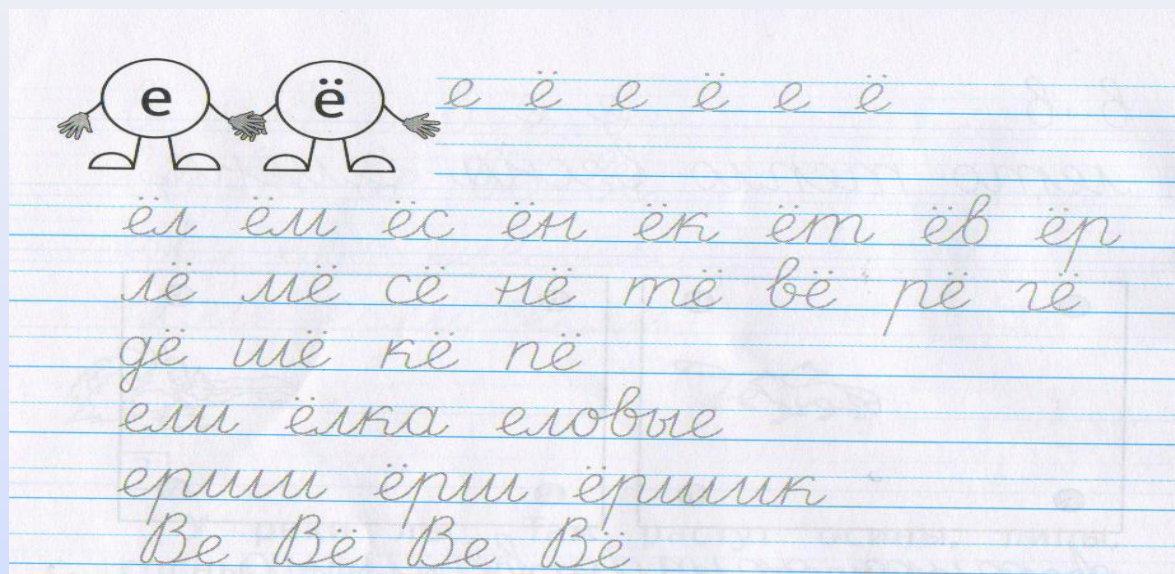 е ё
е ё е ё е ё
ёл ём ёс ён ёк ёт ёв ёр
лё мё сё нё тё вё рё гё
дё шё кё пё
ели ёлка еловые
ерши ёрш ёршик
Ве Вё Ве Вё